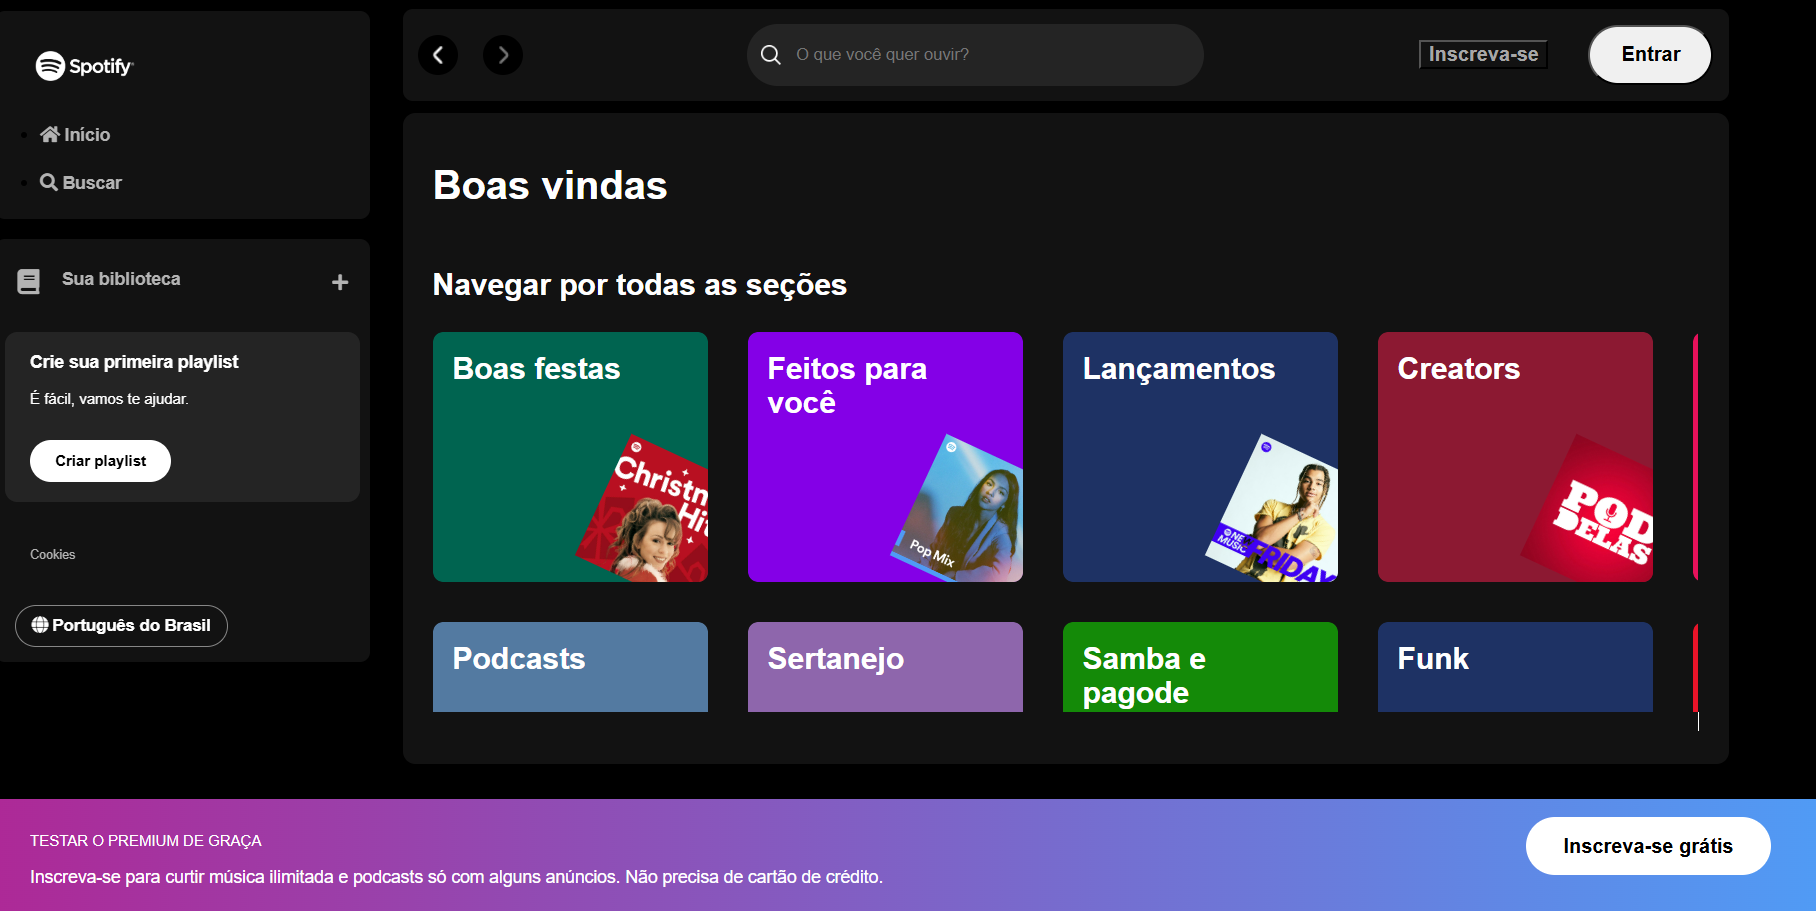 Spotify
Início
Buscar
Sua biblioteca
Crie sua primeira playlist
É fácil, vamos te ajudar.
Criar playlist
Cookies
Português do Brasil
O que você quer ouvir?
Inscreva-se
Entrar
Boas vindas
Navegar por todas as seções
Boas festas
Feitos para
você
Lançamentos
Creators
Christm
Hit
Pop Mix
NE
MUSIC
FRIDAY
POD
DELAS
Podcasts
Sertanejo
Samba e
pagode
Funk
TESTAR O PREMIUM DE GRAÇA
Inscreva-se para curtir música ilimitada e podcasts só com alguns anúncios. Não precisa de cartão de crédito.
Inscreva-se grátis